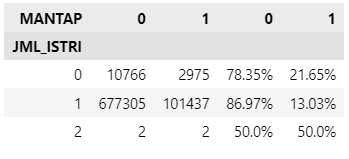 MANTAP 0 1 0 1
JML_ISTRI
0 10766 2975 78.35% 21.65%
1 677305 101437 86.97% 13.03%
2 2 2 50.0% 50.0%